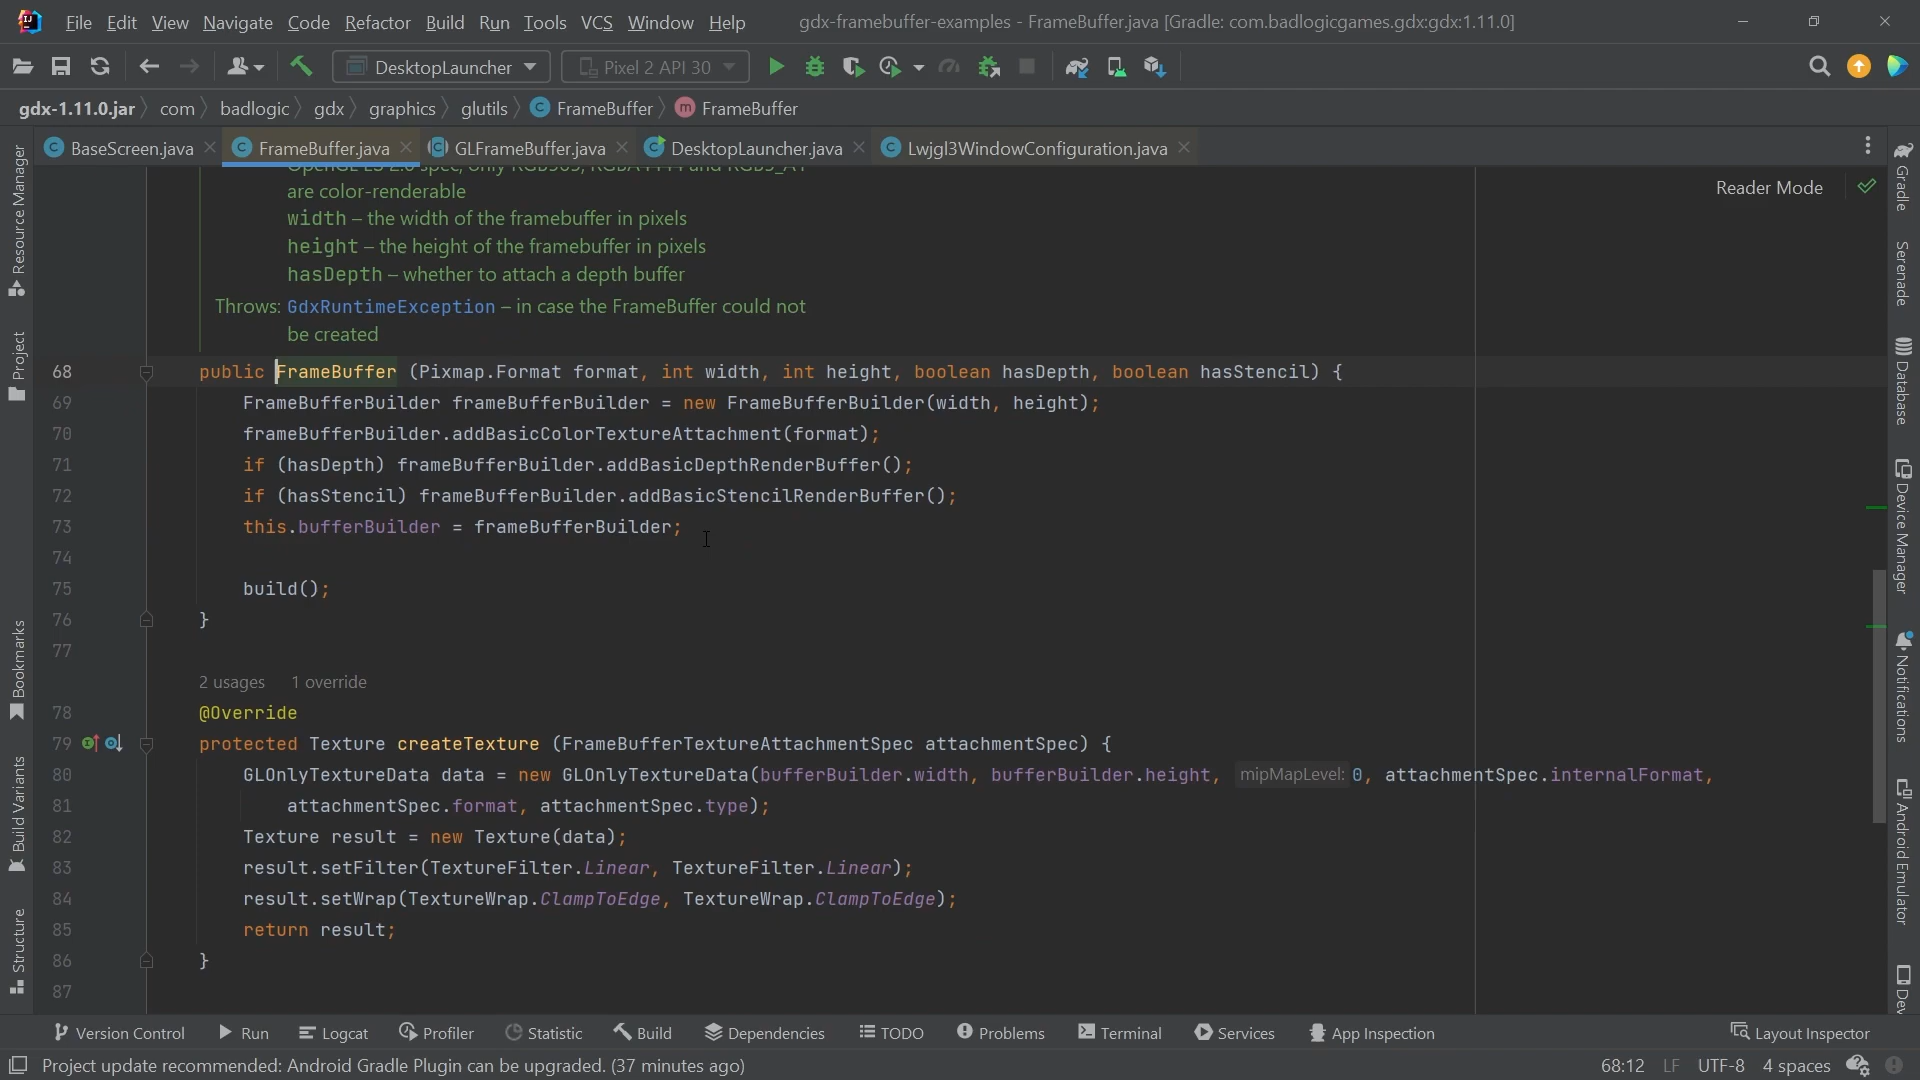 File Edit View Navigate Code Refactor Build Run Tools VCS Window Help gdx-framebuffer-examples - FrameBuffer.java [Gradle: com.badlogicgames.gdx:gdx:1.11.0]
DesktopLauncher Pixel 2 API 30
gdx-1.11.0.jar com badlogic gdx graphics glutils FrameBuffer FrameBuffer
BaseScreen.java FrameBuffer.java GLFrameBuffer.java DesktopLauncher.java Lwjgl3WindowConfiguration.java
Reader Mode
are color-renderable
width – the width of the framebuffer in pixels
height – the height of the framebuffer in pixels
hasDepth – whether to attach a depth buffer
Throws: GdxRuntimeException – in case the FrameBuffer could not
be created
68 public FrameBuffer (Pixmap.Format format, int width, int height, boolean hasDepth, boolean hasStencil) {
69 FrameBufferBuilder frameBufferBuilder = new FrameBufferBuilder(width, height);
70 frameBufferBuilder.addBasicColorTextureAttachment(format);
71 if (hasDepth) frameBufferBuilder.addBasicDepthRenderBuffer();
72 if (hasStencil) frameBufferBuilder.addBasicStencilRenderBuffer();
73 this.bufferBuilder = frameBufferBuilder;
74
75 build();
76 }
77
2 usages 1 override
78 @Override
79 protected Texture createTexture (FrameBufferTextureAttachmentSpec attachmentSpec) {
80 GLOnlyTextureData data = new GLOnlyTextureData(bufferBuilder.width, bufferBuilder.height, mipMapLevel: 0, attachmentSpec.internalFormat,
81 attachmentSpec.format, attachmentSpec.type);
82 Texture result = new Texture(data);
83 result.setFilter(TextureFilter.Linear, TextureFilter.Linear);
84 result.setWrap(TextureWrap.ClampToEdge, TextureWrap.ClampToEdge);
85 return result;
86 }
87
Resource Manager
Project
Bookmarks
Build Variants
Structure
Gradle
Serenade
Database
Device Manager
Notifications
Android Emulator
Version Control Run Logcat Profiler Statistic Build Dependencies TODO Problems Terminal Services App Inspection Layout Inspector
Project update recommended: Android Gradle Plugin can be upgraded. (37 minutes ago) 68:12 LF UTF-8 4 spaces